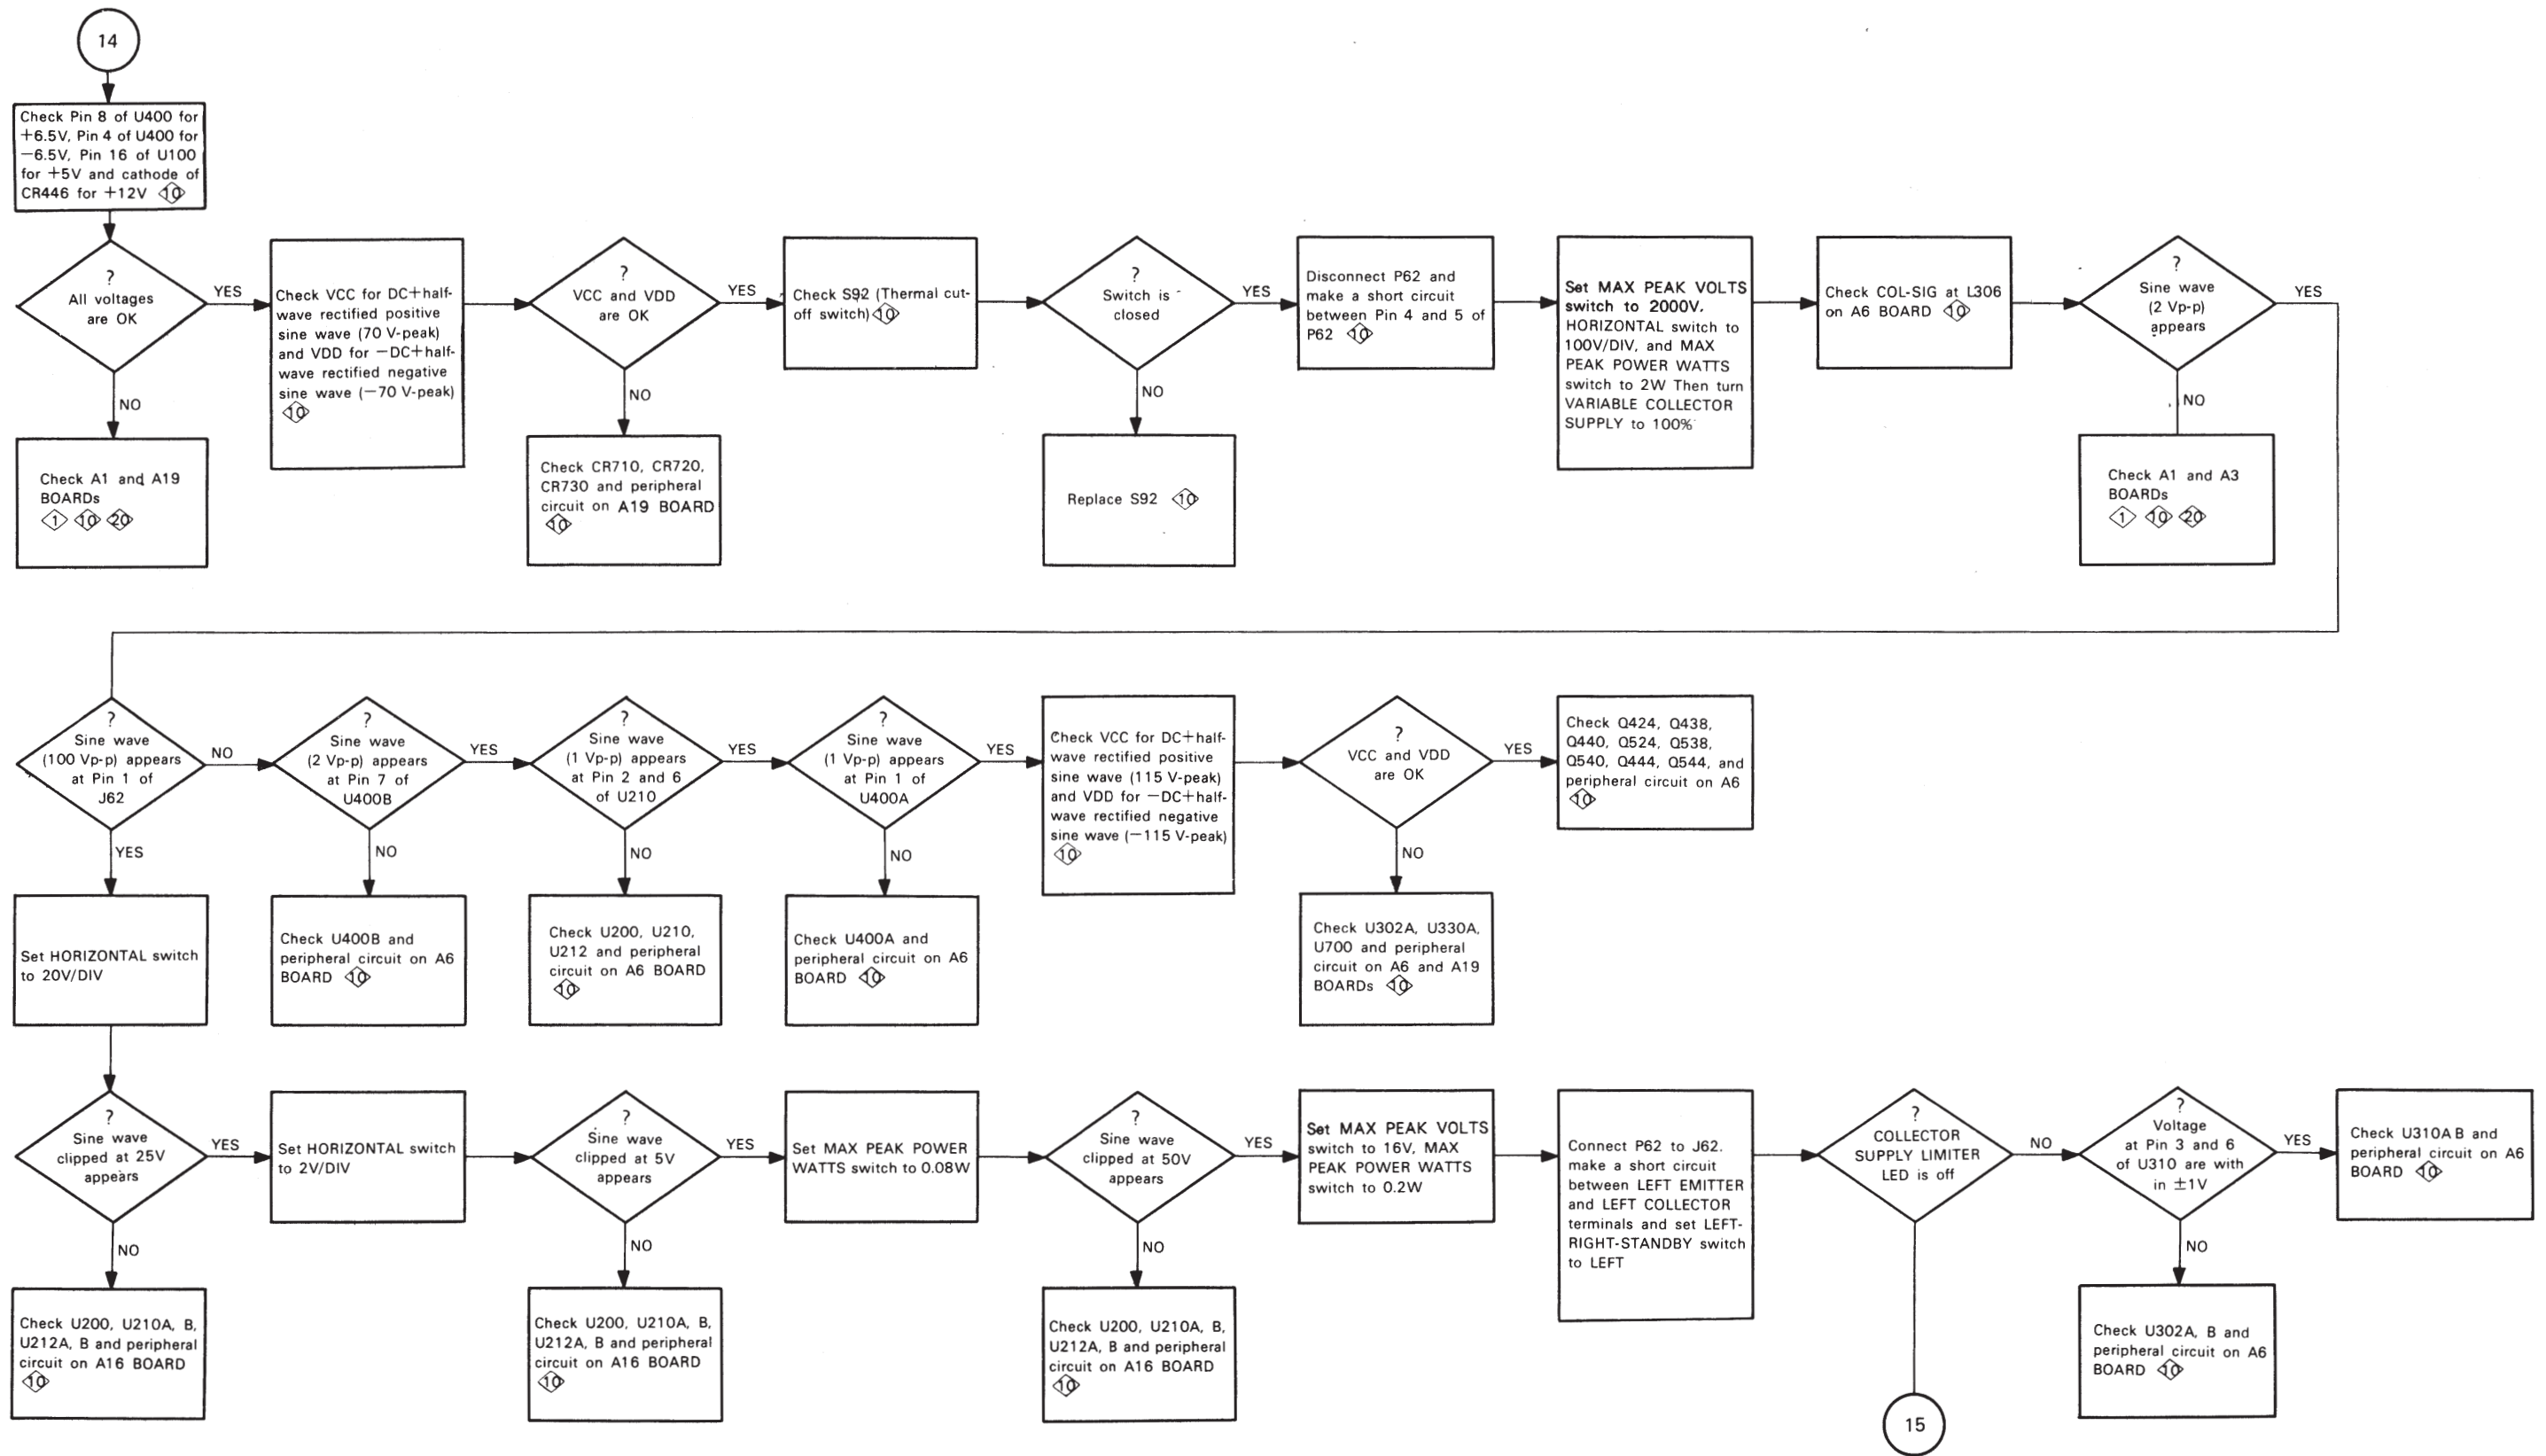 14
Check Pin 8 of U400 for
+6.5V, Pin 4 of U400 for
−6.5V, Pin 16 of U100
for +5V and cathode of
CR446 for +12V 10
?
All voltages
are OK
YES
NO
Check A1 and A19
BOARDs
1 10 20
Check VCC for DC+half-
wave rectified positive
sine wave (70 V-peak)
and VDD for −DC+half-
wave rectified negative
sine wave (−70 V-peak)
10
?
VCC and VDD
are OK
YES
NO
Check CR710, CR720,
CR730 and peripheral
circuit on A19 BOARD
10
Check S92 (Thermal cut-
off switch) 10
?
Switch is
closed
YES
NO
Replace S92 10
Disconnect P62 and
make a short circuit
between Pin 4 and 5 of
P62 10
Set MAX PEAK VOLTS
switch to 2000V.
HORIZONTAL switch to
100V/DIV, and MAX
PEAK POWER WATTS
switch to 2W Then turn
VARIABLE COLLECTOR
SUPPLY to 100%
Check COL-SIG at L306
on A6 BOARD 10
?
Sine wave
(2 Vp-p)
appears
YES
NO
Check A1 and A3
BOARDs
1 10 20
?
Sine wave
(100 Vp-p) appears
at Pin 1 of
J62
NO
YES
?
Sine wave
(2 Vp-p) appears
at Pin 7 of
U400B
YES
NO
Check U400B and
peripheral circuit on A6
BOARD 10
?
Sine wave
(1 Vp-p) appears
at Pin 2 and 6
of U210
YES
NO
Check U200, U210,
U212 and peripheral
circuit on A6 BOARD
10
?
Sine wave
(1 Vp-p) appears
at Pin 1 of
U400A
YES
NO
Check U400A and
peripheral circuit on A6
BOARD 10
Check VCC for DC+half-
wave rectified positive
sine wave (115 V-peak)
and VDD for −DC+half-
wave rectified negative
sine wave (−115 V-peak)
10
?
VCC and VDD
are OK
YES
NO
Check U302A, U330A,
U700 and peripheral
circuit on A6 and A19
BOARDs 10
Check Q424, Q438,
Q440, Q524, Q538,
Q540, Q444, Q544, and
peripheral circuit on A6
10
Set HORIZONTAL switch
to 20V/DIV
?
Sine wave
clipped at 25V
appears
YES
NO
Check U200, U210A, B,
U212A, B and peripheral
circuit on A16 BOARD
10
Set HORIZONTAL switch
to 2V/DIV
?
Sine wave
clipped at 5V
appears
YES
NO
Check U200, U210A, B,
U212A, B and peripheral
circuit on A16 BOARD
10
Set MAX PEAK POWER
WATTS switch to 0.08W
?
Sine wave
clipped at 50V
appears
YES
NO
Check U200, U210A, B,
U212A, B and peripheral
circuit on A16 BOARD
10
Set MAX PEAK VOLTS
switch to 16V, MAX
PEAK POWER WATTS
switch to 0.2W
Connect P62 to J62.
make a short circuit
between LEFT EMITTER
and LEFT COLLECTOR
terminals and set LEFT-
RIGHT-STANDBY switch
to LEFT
?
COLLECTOR
SUPPLY LIMITER
LED is off
NO
15
?
Voltage
at Pin 3 and 6
of U310 are with
in ±1V
YES
NO
Check U302A, B and
peripheral circuit on A6
BOARD 10
Check U310A B and
peripheral circuit on A6
BOARD 10